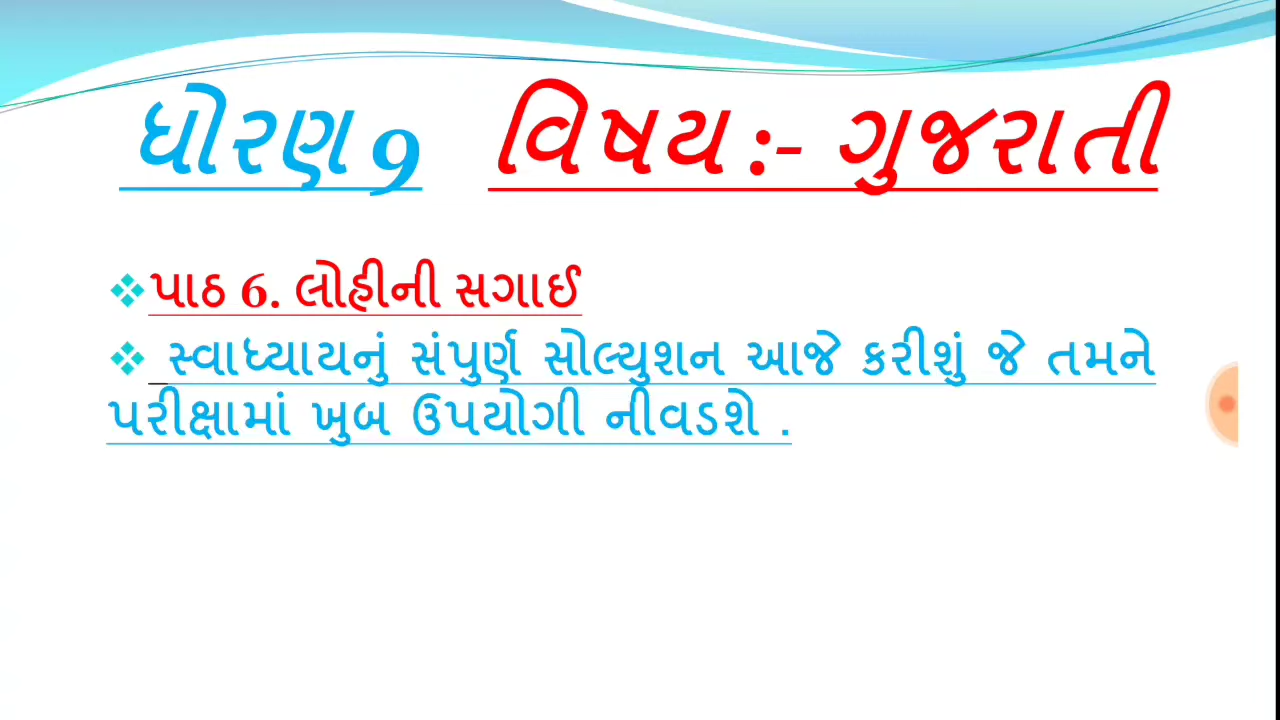 ધોરણ 9 વિષય :- ગુજરાતી
પાઠ 6. લોહીની સગાઈ
સ્વાધ્યાયનું સંપુર્ણ સોલ્યુશન આજે કરીશું જે તમને
પરીક્ષામાં ખુબ ઉપયોગી નીવડશે .